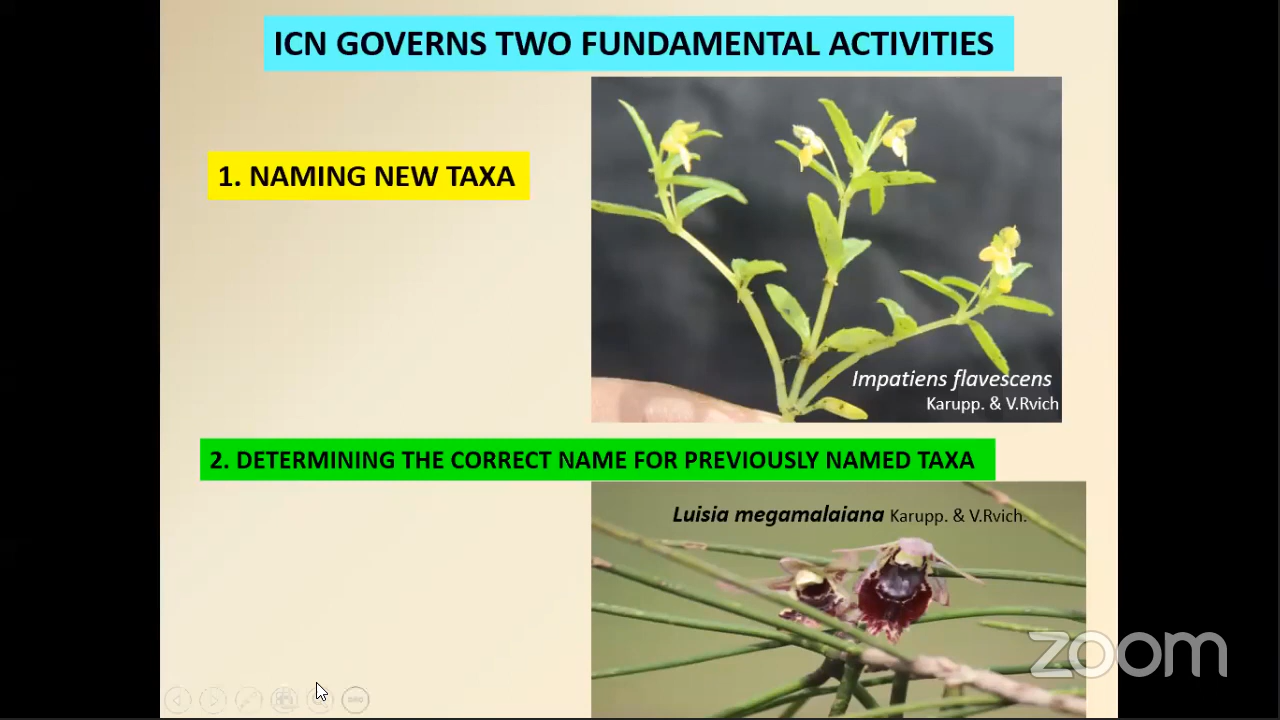 ICN GOVERNS TWO FUNDAMENTAL ACTIVITIES
1. NAMING NEW TAXA
Impatiens flavescens
Karupp. & V.Rvich
2. DETERMINING THE CORRECT NAME FOR PREVIOUSLY NAMED TAXA
Luisia megamalaiana Karupp. & V.Rvich.
zoom